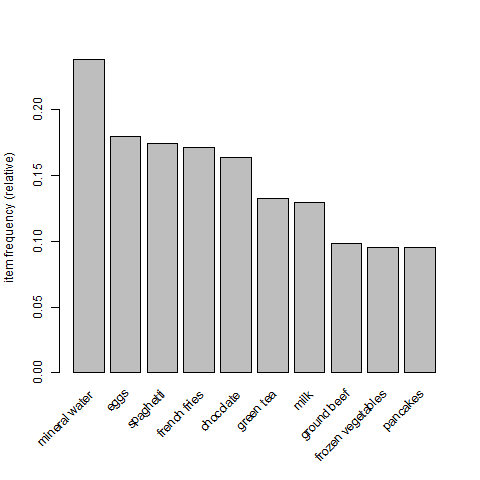 item frequency (relative)
0.20
0.15
0.10
0.05
0.00
mineral water
eggs
spaghetti
french fries
chocolate
green tea
milk
ground beef
frozen vegetables
pancakes